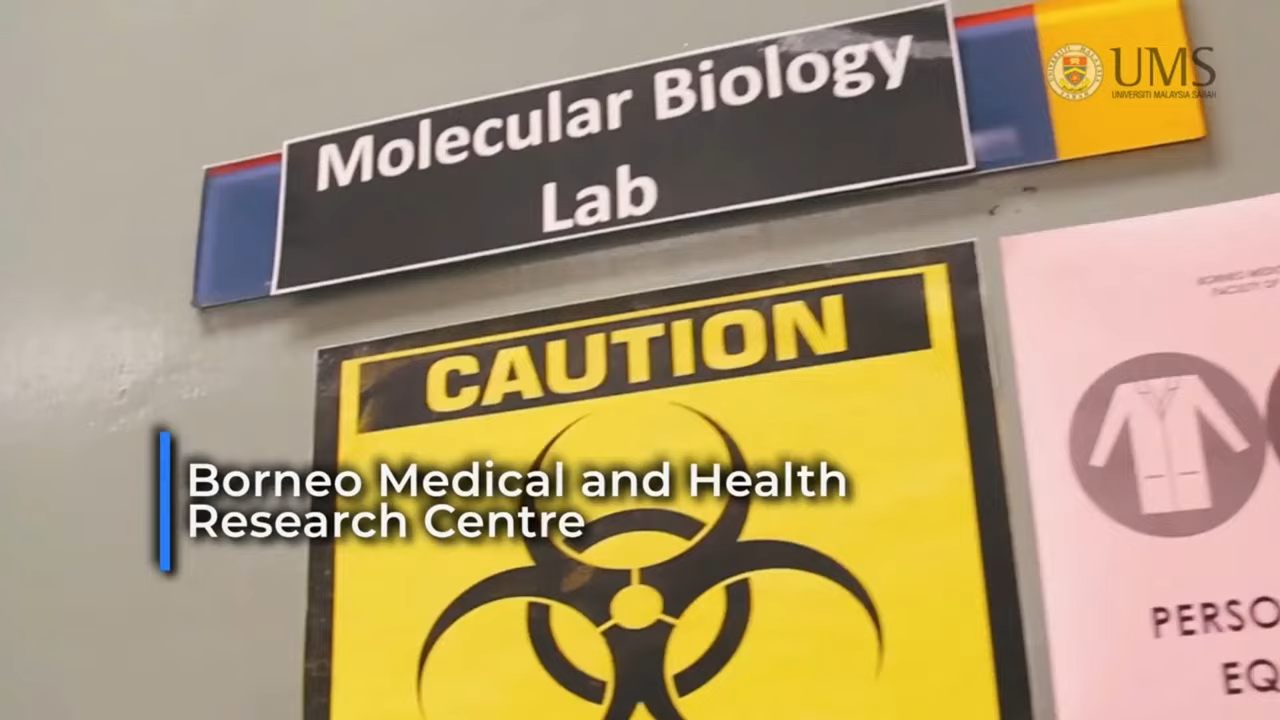 UMS
UNIVERSITI MALAYSIA SABAH
Molecular Biology
Lab
CAUTION
Borneo Medical and Health
Research Centre
PERSO
EQ